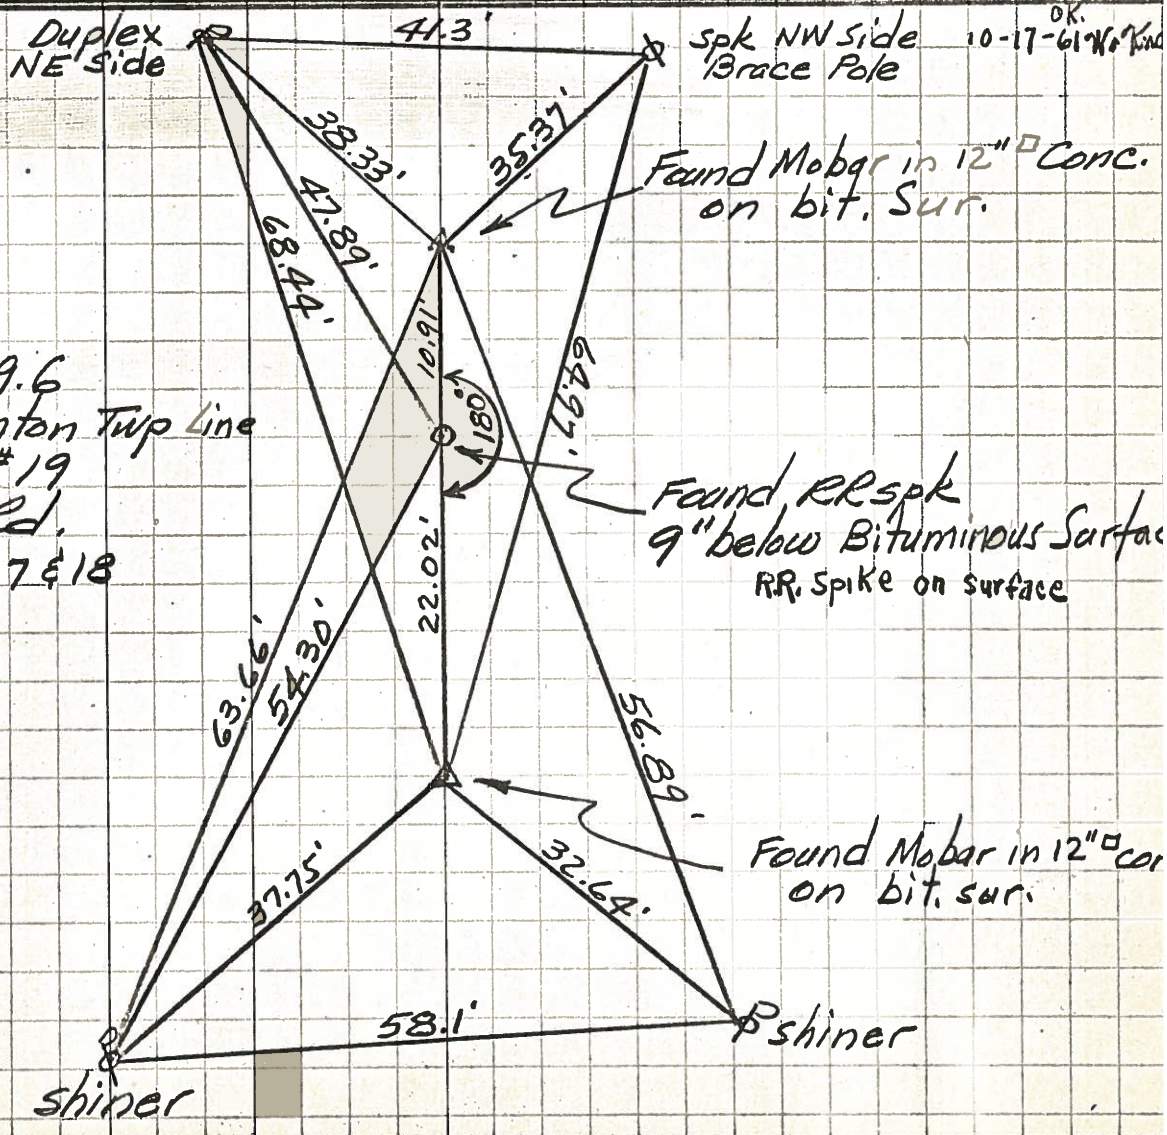 Duplex
NE Side
41.3'
spk NW Side
Brace Pole
OK.
10-17-61
38.33'
35.37'
47.89'
68.44'
Found Mobar in 12" □ Conc.
on bit. Sur.
10.91'
180°
64.97'
9.6
Twp Line
#19
7 & 18
Found RRspk
9" below Bituminous
R.R. Spike on surface
22.02'
63.66'
54.30'
56.89'
37.75'
32.64'
Found Mobar in 12" □
on bit. sur.
58.1'
shiner
shiner